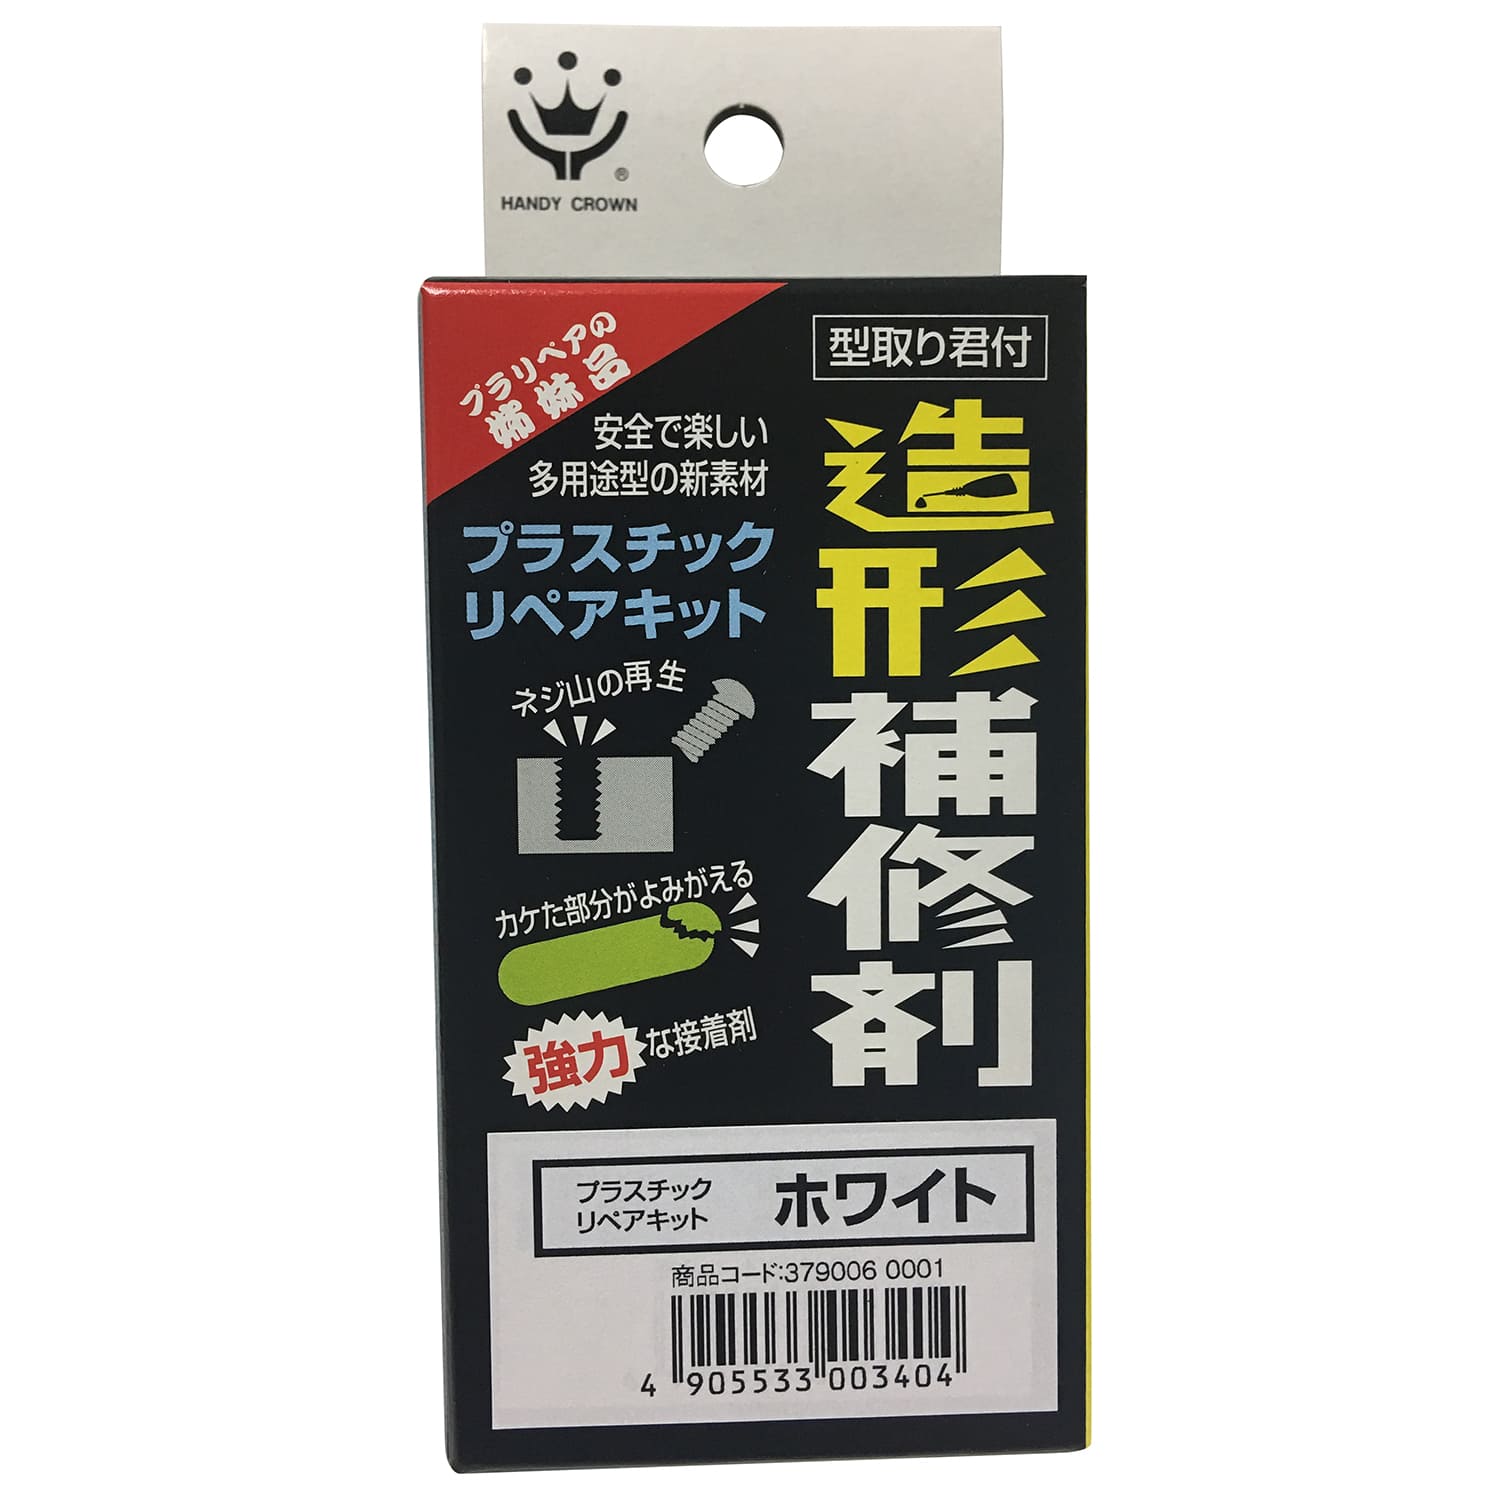 ®
HANDY CROWN
プラリペアの
姉妹品
型取り君付
造形補修剤
安全で楽しい
多用途型の新素材
プラスチック
リペアキット
ネジ山の再生
カケた部分がよみがえる
強力な接着剤
プラスチック
リペアキット
ホワイト
商品コード:379006 0001
4 905533 003404